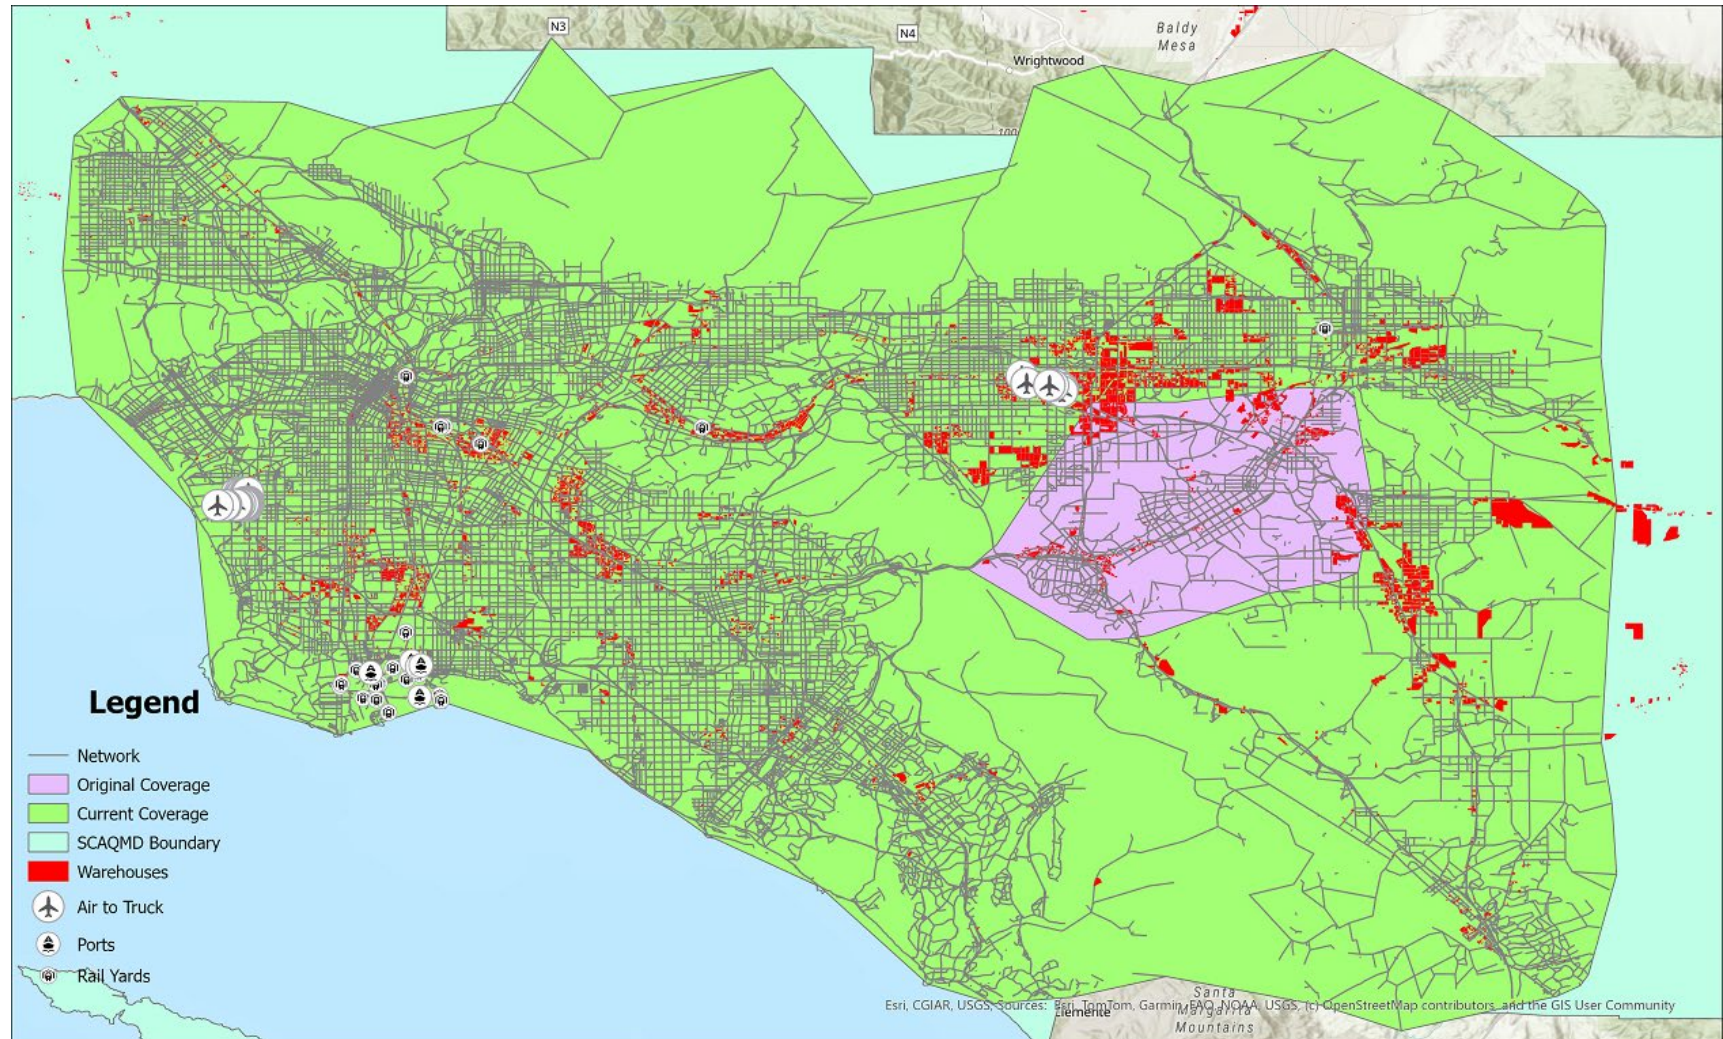 N3
N4
Baldy
Mesa
Wrightwood
100
Legend
Network
Original Coverage
Current Coverage
SCAQMD Boundary
Warehouses
Air to Truck
Ports
Rail Yards
Esri, CGIAR, USGS, Sources: Esri, TomTom, Garmin, FAO, NOAA, USGS, (c) OpenStreetMap contributors, and the GIS User Community
Clemente
Santa
Margarita
Mountains